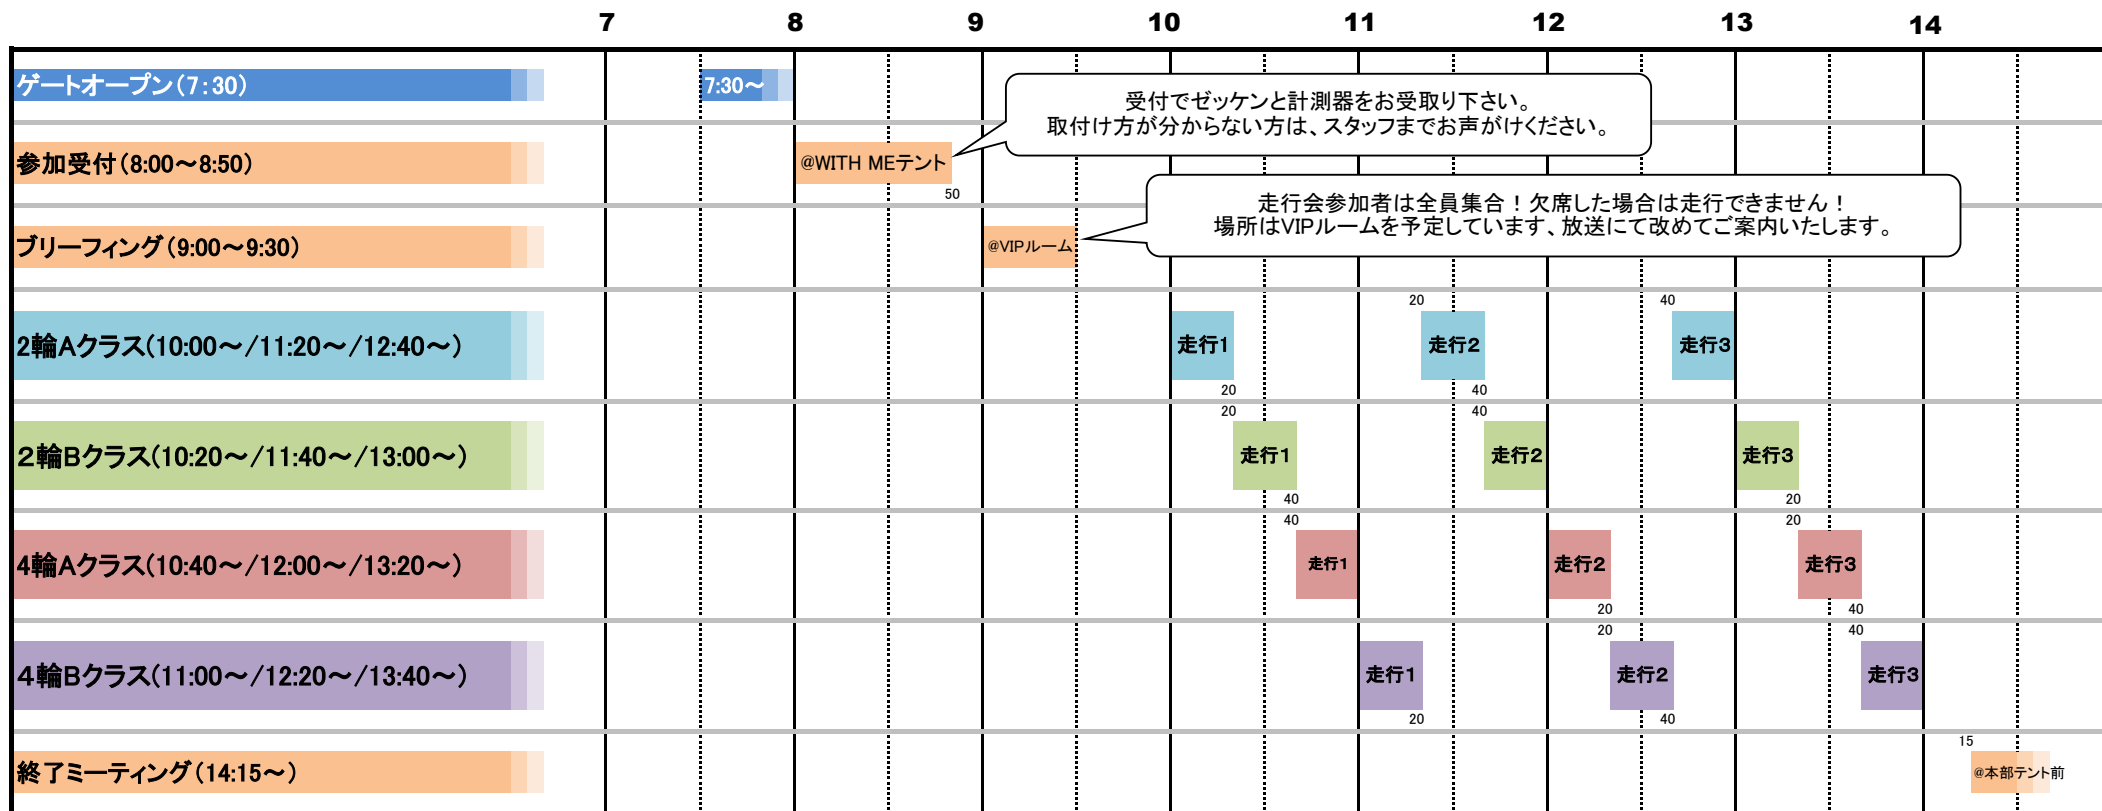 7 8 9 10 11 12 13 14
ゲートオープン(7:30)
7:30～
受付でゼッケンと計測器をお受取り下さい。
取付け方が分からない方は、スタッフまでお声がけください。
参加受付(8:00～8:50)
@WITH MEテント
50
走行会参加者は全員集合！欠席した場合は走行できません！
場所はVIPルームを予定しています、放送にて改めてご案内いたします。
ブリーフィング(9:00～9:30)
@VIPルーム
20 40
2輪Aクラス(10:00～/11:20～/12:40～)
走行1 走行2 走行3
20 40
20 40
2輪Bクラス(10:20～/11:40～/13:00～)
走行1 走行2 走行3
40 20
40 20
4輪Aクラス(10:40～/12:00～/13:20～)
走行1 走行2 走行3
20 40
20 40
4輪Bクラス(11:00～/12:20～/13:40～)
走行1 走行2 走行3
20 40
15
終了ミーティング(14:15～)
@本部テント前